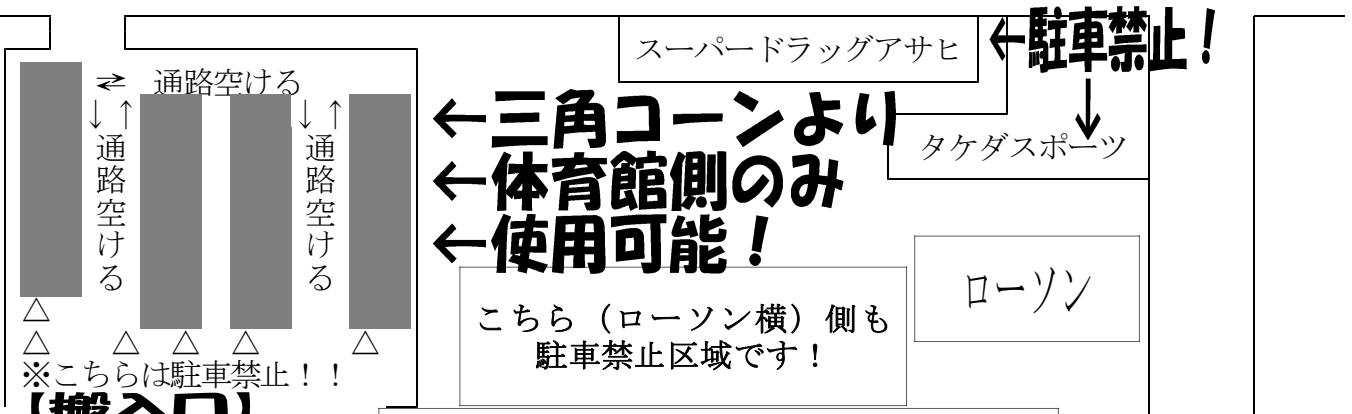 スーパードラッグアサヒ
←駐車禁止！
↓
タケダスポーツ
⇄ 通路空ける
↓↑
通路空ける
↓↑
通路空ける
←三角コーンより
←体育館側のみ
←使用可能！
ローソン
こちら（ローソン横）側も
駐車禁止区域です！
△
△ △ △ △ △
※こちらは駐車禁止！！
【搬入口】